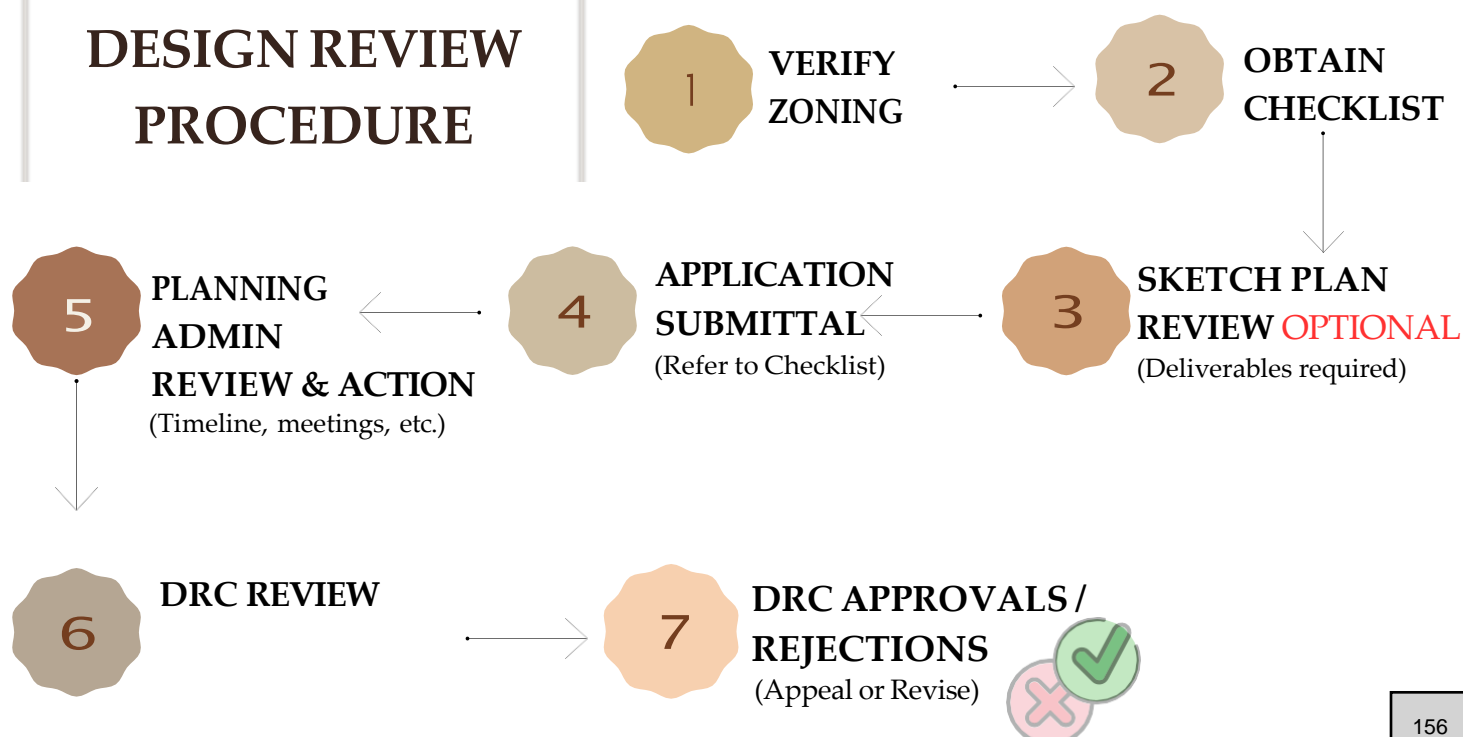 DESIGN REVIEW
PROCEDURE
1
VERIFY
ZONING
2
OBTAIN
CHECKLIST
3
SKETCH PLAN
REVIEW OPTIONAL
(Deliverables required)
4
APPLICATION
SUBMITTAL
(Refer to Checklist)
5
PLANNING
ADMIN
REVIEW & ACTION
(Timeline, meetings, etc.)
6
DRC REVIEW
7
DRC APPROVALS /
REJECTIONS
(Appeal or Revise)
156